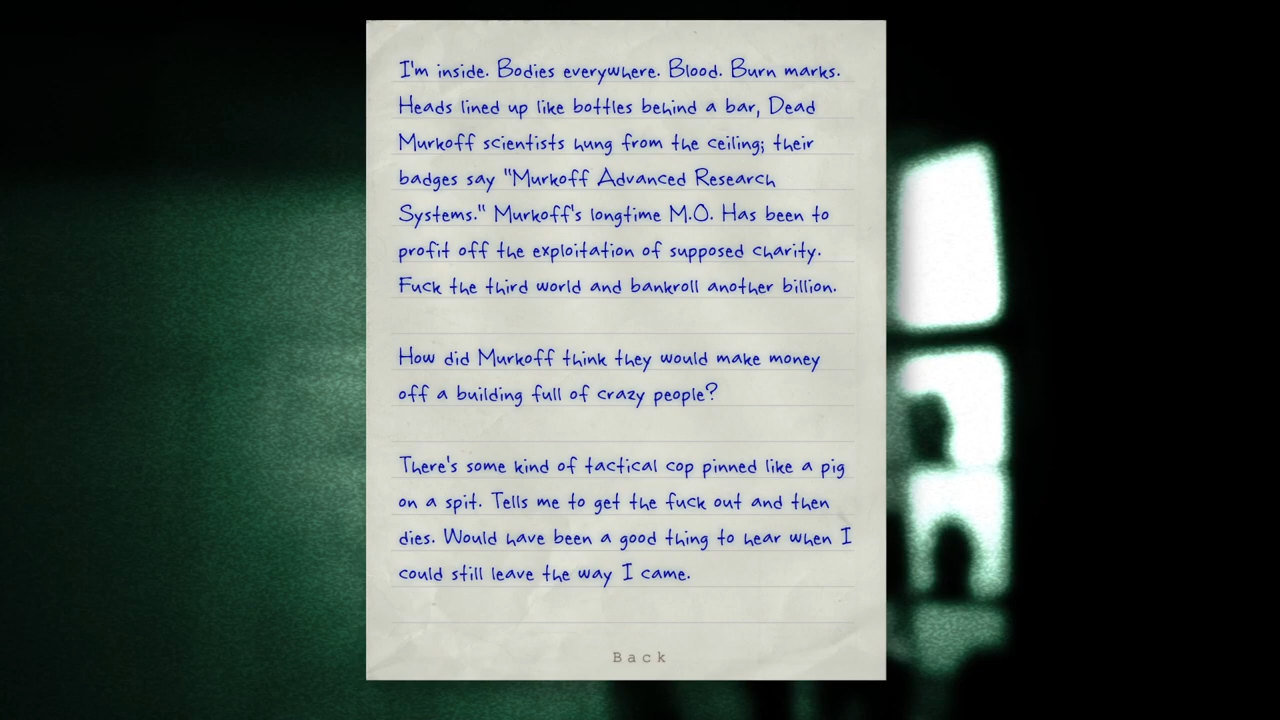 I'm inside. Bodies everywhere. Blood. Burn marks.
Heads lined up like bottles behind a bar, Dead
Murkoff scientists hung from the ceiling; their
badges say "Murkoff Advanced Research
Systems." Murkoff's longtime M.O. Has been to
profit off the exploitation of supposed charity.
Fuck the third world and bankroll another billion.
How did Murkoff think they would make money
off a building full of crazy people?
There's some kind of tactical cop pinned like a pig
on a spit. Tells me to get the fuck out and then
dies. Would have been a good thing to hear when I
could still leave the way I came.
Back